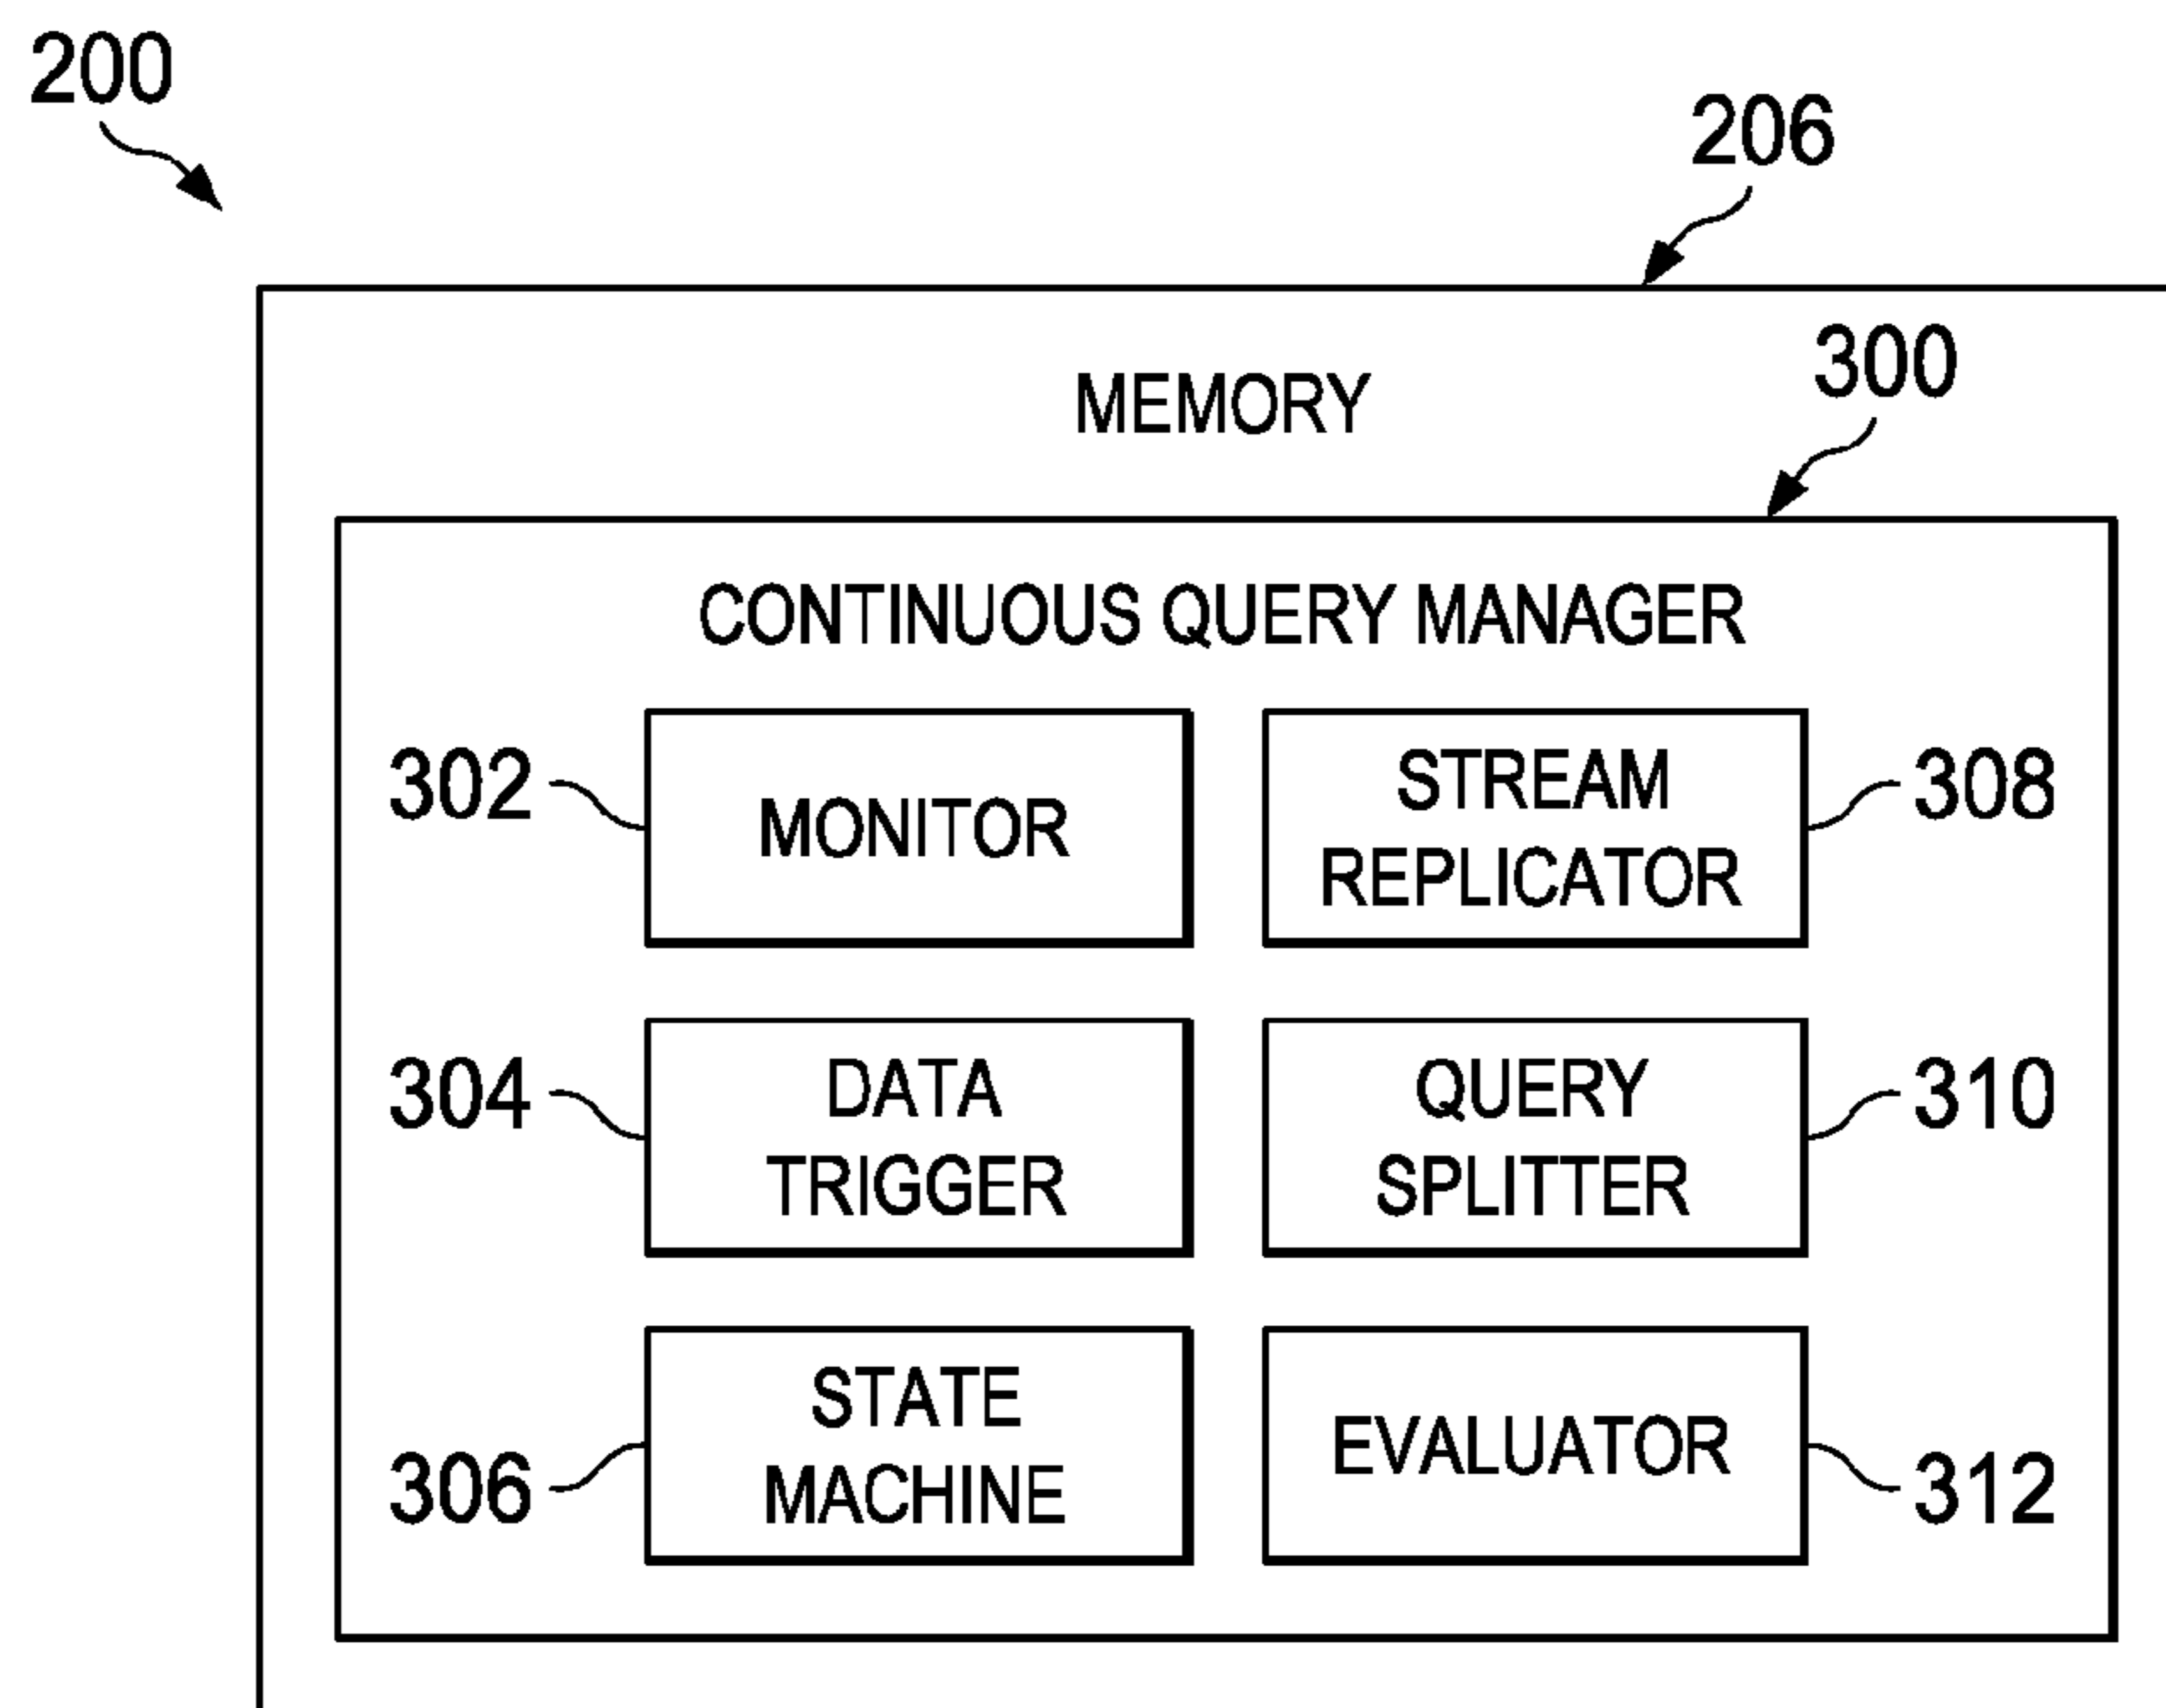 200
206
MEMORY
300
CONTINUOUS QUERY MANAGER
302
MONITOR
STREAM
REPLICATOR
308
304
DATA
TRIGGER
QUERY
SPLITTER
310
306
STATE
MACHINE
EVALUATOR
312